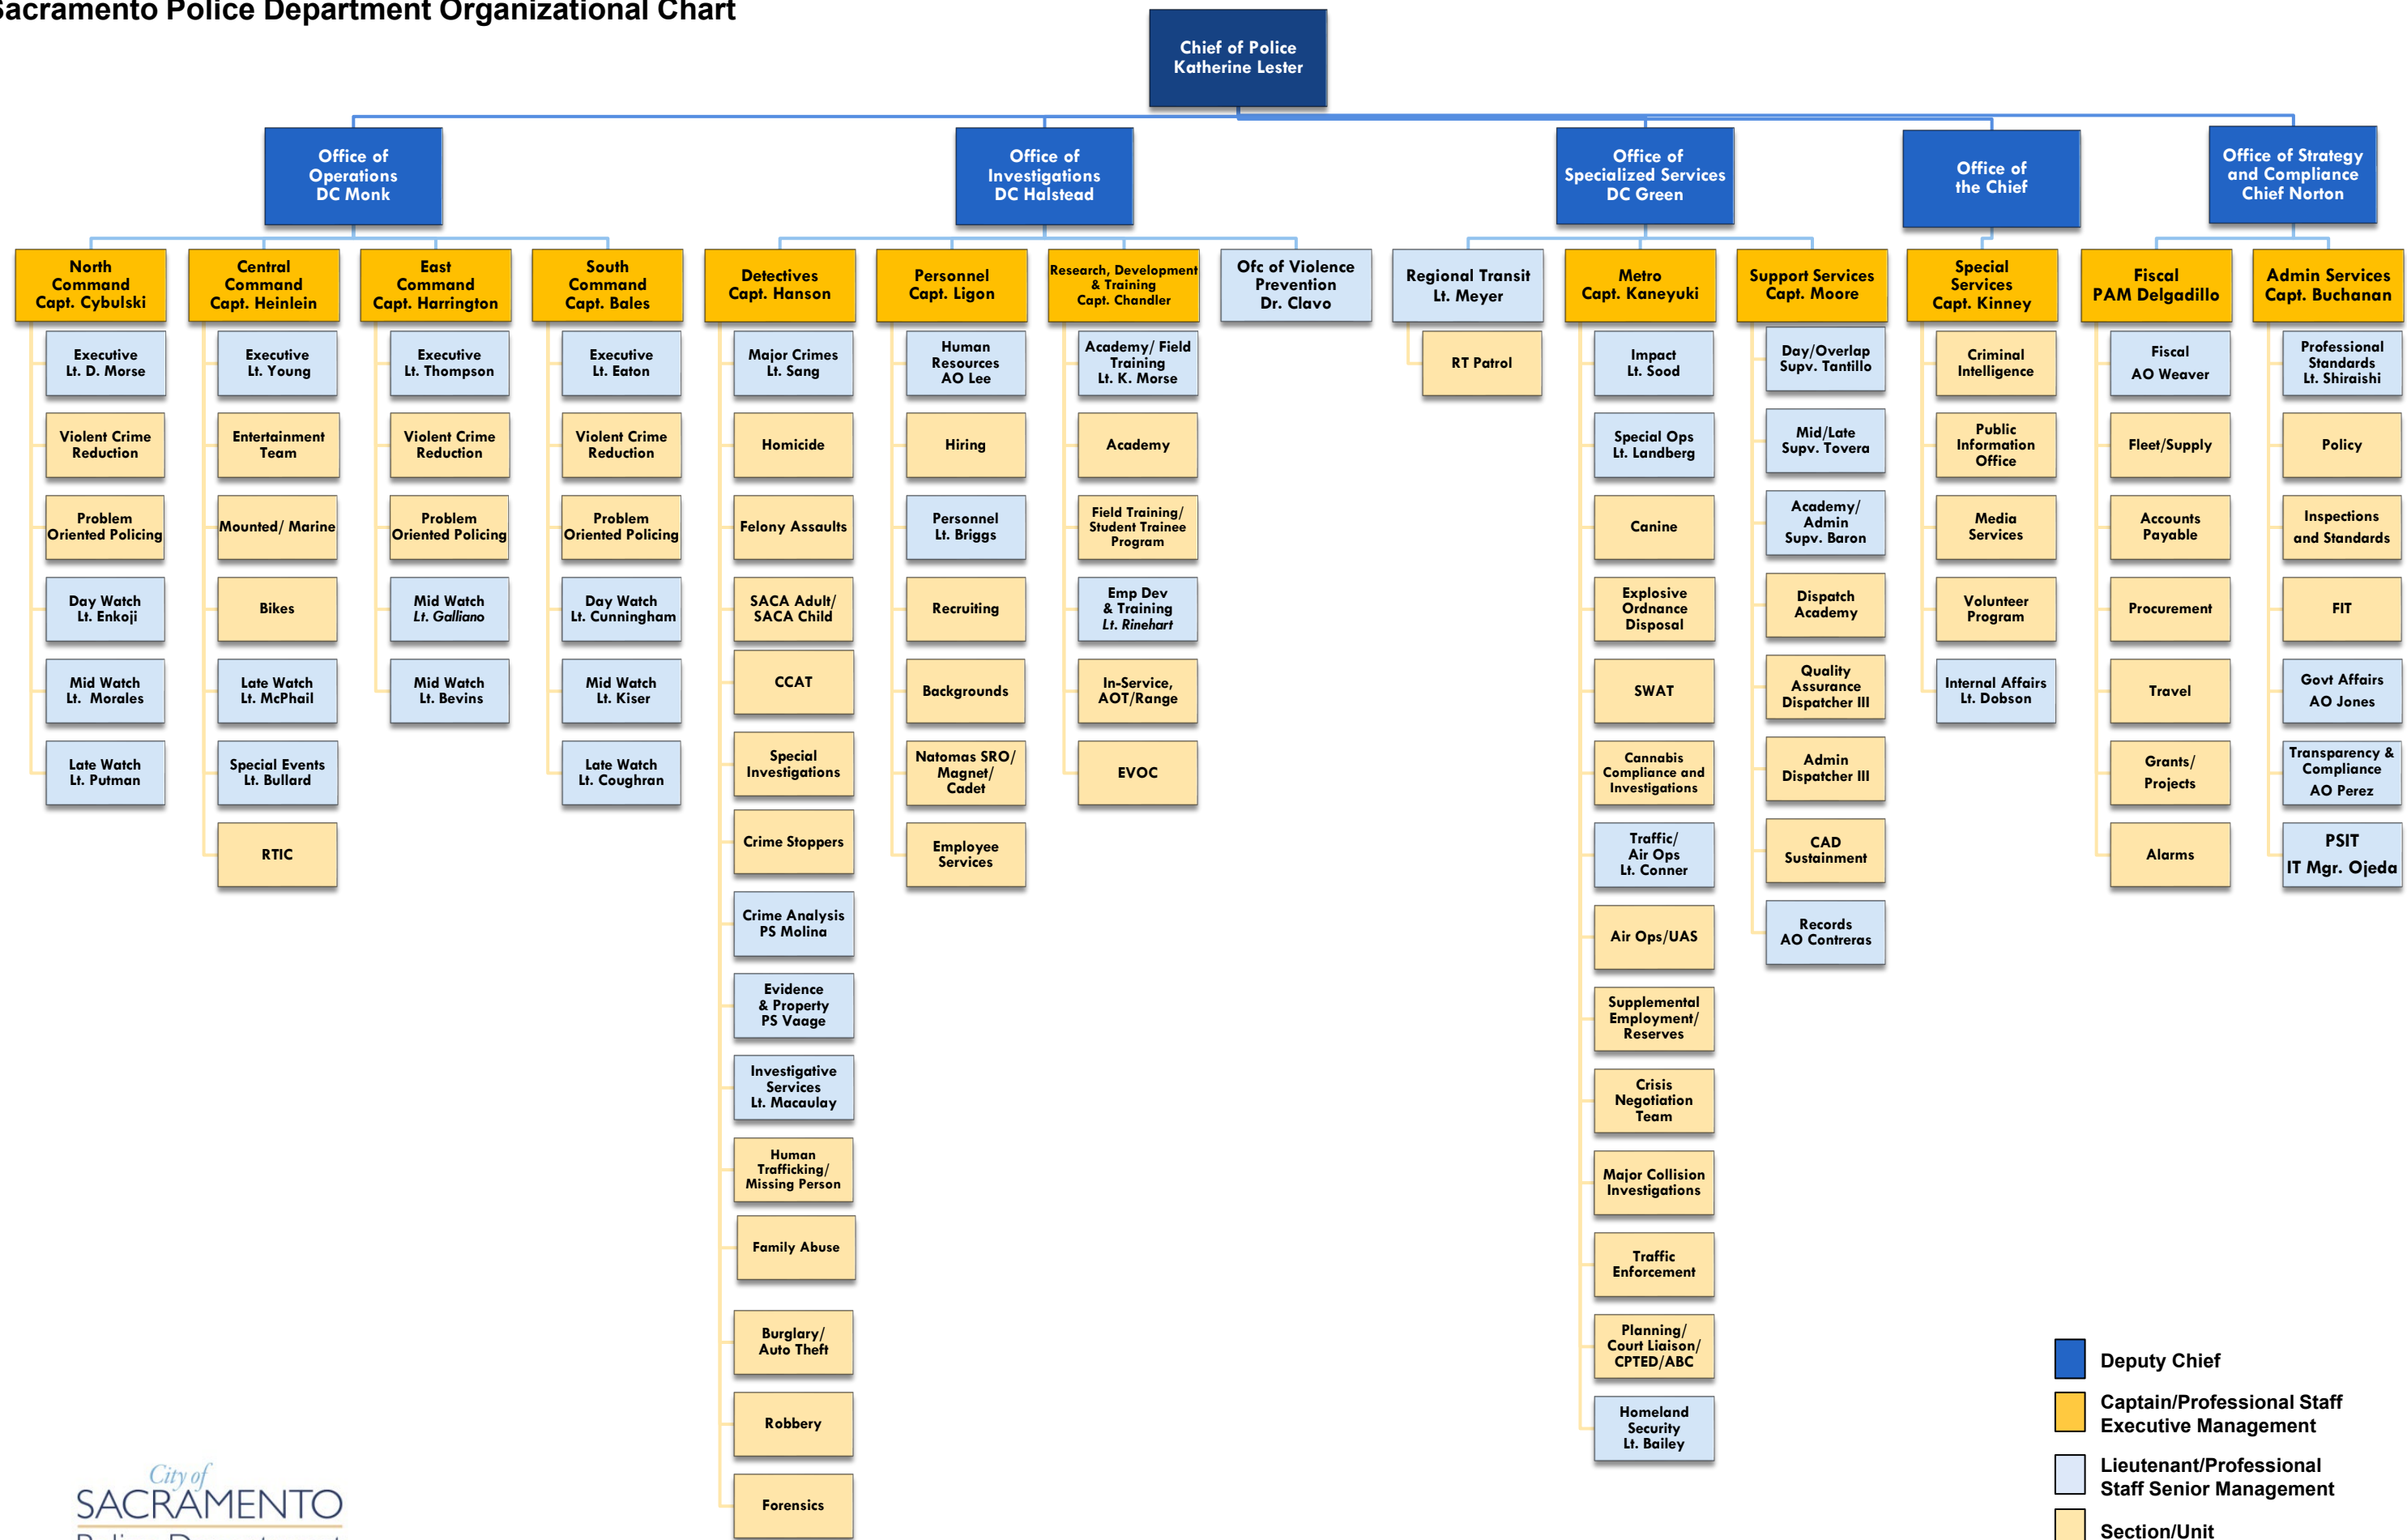 Sacramento Police Department Organizational Chart
Chief of Police
Katherine Lester
Office of
Operations
DC Monk
Office of
Investigations
DC Halstead
Office of
Specialized Services
DC Green
Office of
the Chief
Office of Strategy
and Compliance
Chief Norton
North
Command
Capt. Cybulski
Executive
Lt. D. Morse
Violent Crime
Reduction
Problem
Oriented Policing
Day Watch
Lt. Enkoji
Mid Watch
Lt. Morales
Late Watch
Lt. Putman
Central
Command
Capt. Heinlein
Executive
Lt. Young
Entertainment
Team
Mounted/ Marine
Bikes
Late Watch
Lt. McPhail
Special Events
Lt. Bullard
RTIC
East
Command
Capt. Harrington
Executive
Lt. Thompson
Violent Crime
Reduction
Problem
Oriented Policing
Mid Watch
Lt. Galliano
Mid Watch
Lt. Bevins
South
Command
Capt. Bales
Executive
Lt. Eaton
Violent Crime
Reduction
Problem
Oriented Policing
Day Watch
Lt. Cunningham
Mid Watch
Lt. Kiser
Late Watch
Lt. Coughran
Detectives
Capt. Hanson
Major Crimes
Lt. Sang
Homicide
Felony Assaults
SACA Adult/
SACA Child
CCAT
Special
Investigations
Crime Stoppers
Crime Analysis
PS Molina
Evidence
& Property
PS Vaage
Investigative
Services
Lt. Macaulay
Human
Trafficking/
Missing Person
Family Abuse
Burglary/
Auto Theft
Robbery
Forensics
Personnel
Capt. Ligon
Human
Resources
AO Lee
Hiring
Personnel
Lt. Briggs
Recruiting
Backgrounds
Natomas SRO/
Magnet/
Cadet
Employee
Services
Research, Development
& Training
Capt. Chandler
Academy/ Field
Training
Lt. K. Morse
Academy
Field Training/
Student Trainee
Program
Emp Dev
& Training
Lt. Rinehart
In-Service,
AOT/Range
EVOC
Ofc of Violence
Prevention
Dr. Clavo
Regional Transit
Lt. Meyer
RT Patrol
Metro
Capt. Kaneyuki
Impact
Lt. Sood
Special Ops
Lt. Landberg
Canine
Explosive
Ordnance
Disposal
SWAT
Cannabis
Compliance and
Investigations
Traffic/
Air Ops
Lt. Conner
Air Ops/UAS
Supplemental
Employment/
Reserves
Crisis
Negotiation
Team
Major Collision
Investigations
Traffic
Enforcement
Planning/
Court Liaison/
CPTED/ABC
Homeland
Security
Lt. Bailey
Support Services
Capt. Moore
Day/Overlap
Supv. Tantillo
Mid/Late
Supv. Tovera
Academy/
Admin
Supv. Baron
Dispatch
Academy
Quality
Assurance
Dispatcher III
Admin
Dispatcher III
CAD
Sustainment
Records
AO Contreras
Special
Services
Capt. Kinney
Criminal
Intelligence
Public
Information
Office
Media
Services
Volunteer
Program
Internal Affairs
Lt. Dobson
Fiscal
PAM Delgadillo
Fiscal
AO Weaver
Fleet/Supply
Accounts
Payable
Procurement
Travel
Grants/
Projects
Alarms
Admin Services
Capt. Buchanan
Professional
Standards
Lt. Shiraishi
Policy
Inspections
and Standards
FIT
Govt Affairs
AO Jones
Transparency &
Compliance
AO Perez
PSIT
IT Mgr. Ojeda
Deputy Chief
Captain/Professional Staff
Executive Management
Lieutenant/Professional
Staff Senior Management
Section/Unit
City of
SACRAMENTO
Police Department